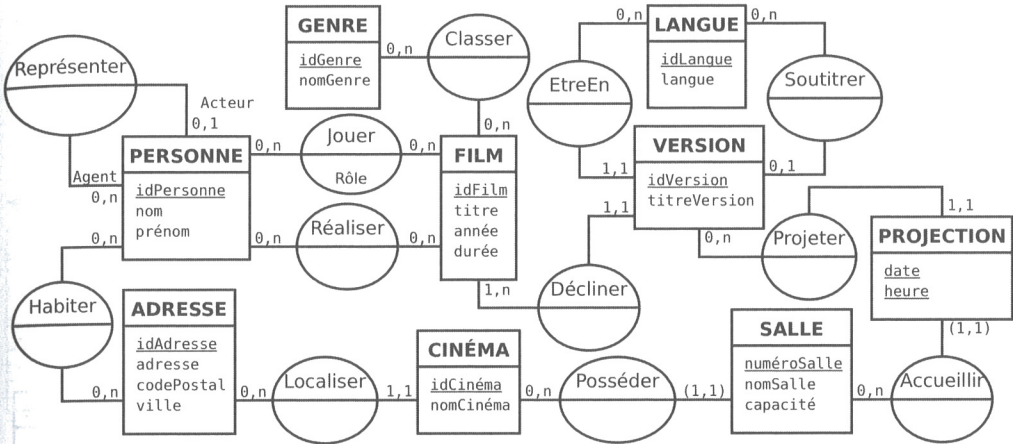 GENRE
idGenre
nomGenre
0,n
Classer
0,n
0,n
LANGUE
0,n
idLangue
langue
EtreEn
Soutitrer
Représenter
Acteur
0,1
Agent
0,n
PERSONNE
idPersonne
nom
prénom
0,n
Jouer
Rôle
0,n
FILM
idFilm
titre
année
durée
0,n
Réaliser
0,n
1,1
VERSION
0,1
idVersion
titreVersion
1,1
0,n
Projeter
1,1
PROJECTION
date
heure
(1,1)
0,n
Habiter
0,n
ADRESSE
idAdresse
adresse
codePostal
ville
1,n
Décliner
0,n
Localiser
1,1
CINÉMA
idCinéma
nomCinéma
0,n
Posséder
(1,1)
SALLE
numéroSalle
nomSalle
capacité
0,n
Accueillir